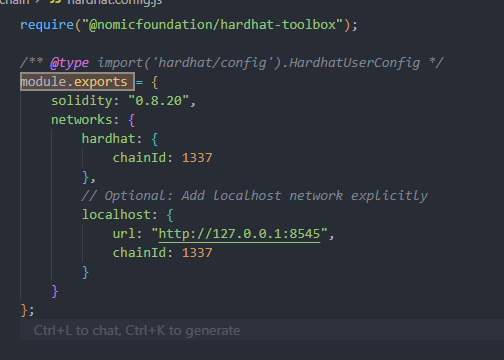 chain > JS hardhat.config.js
require("@nomicfoundation/hardhat-toolbox");
/** @type import('hardhat/config').HardhatUserConfig */
module.exports = {
solidity: "0.8.20",
networks: {
hardhat: {
chainId: 1337
},
// Optional: Add localhost network explicitly
localhost: {
url: "http://127.0.0.1:8545",
chainId: 1337
}
}
};
Ctrl+L to chat, Ctrl+K to generate